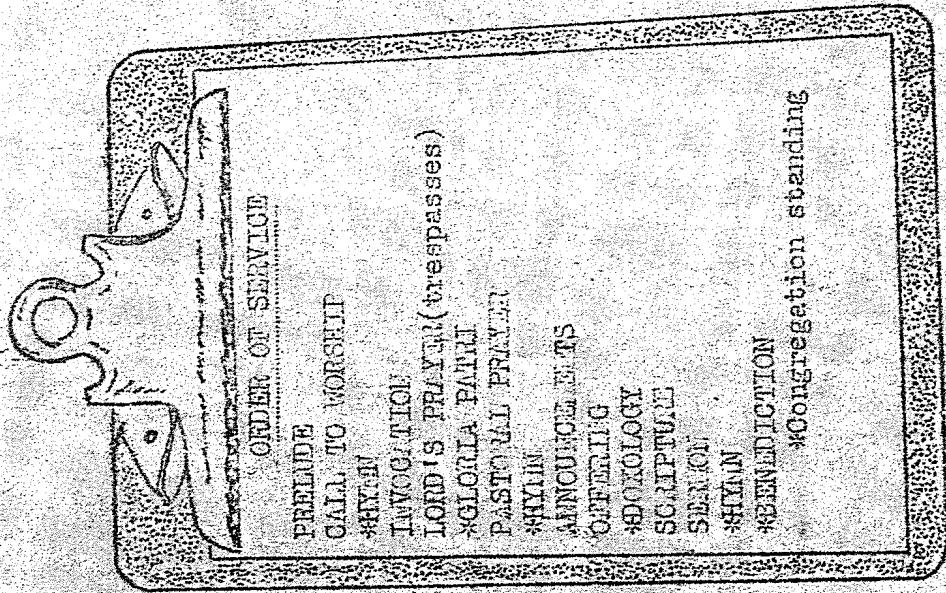 ORDER OF SERVICE
PRELUDE
CALL TO WORSHIP
*HYMN
INVOCATION
LORD'S PRAYER(trespasses)
*GLORIA PATRI
PASTORAL PRAYER
*HYMN
ANNOUNCEMENTS
OFFERING
*DOXOLOGY
SCRIPTURE
SERMON
*HYMN
*BENEDICTION
*Congregation standing